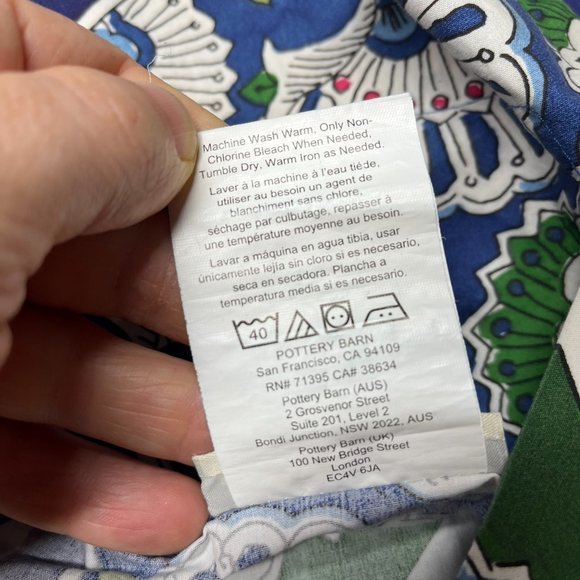 Machine Wash Warm, Only Non-
Chlorine Bleach When Needed,
Tumble Dry, Warm Iron as Needed.
Laver à la machine à l'eau tiéde,
utiliser au besoin un agent de
blanchiment sans chlore,
séchage par culbutage, repasser à
une température moyenne au besoin.
Lavar a máquina en agua tibia, usar
únicamente lejía sin cloro si es necesario,
seca en secadora. Plancha a
temperatura media si es necesario.
40
POTTERY BARN
San Francisco, CA 94109
RN# 71395 CA# 38634
Pottery Barn (AUS)
2 Grosvenor Street
Suite 201, Level 2
Bondi Junction, NSW 2022, AUS
Pottery Barn (UK)
100 New Bridge Street
London
EC4V 6JA